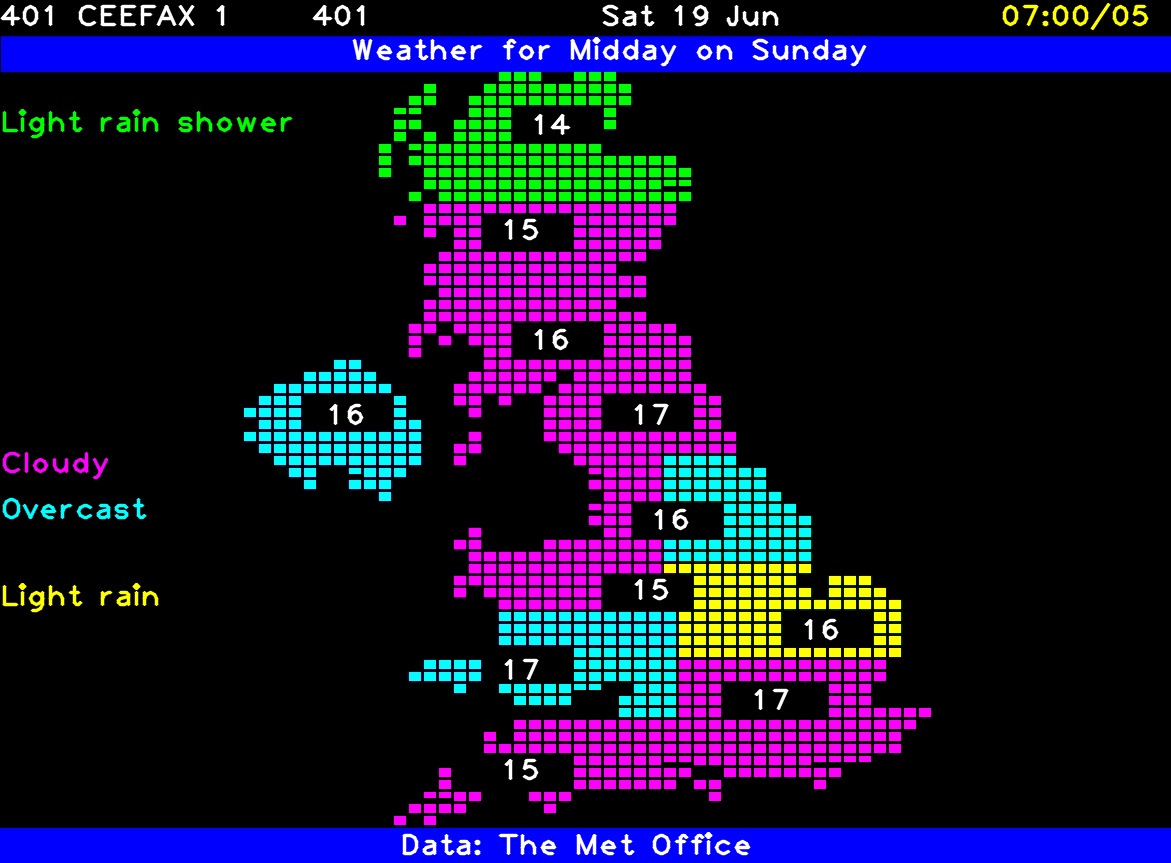 401 CEEFAX 1 401 Sat 19 Jun 07:00/05
Weather for Midday on Sunday
Light rain shower
14
15
16
16
17
Cloudy
Overcast
16
15
Light rain
16
17
17
15
Data: The Met Office